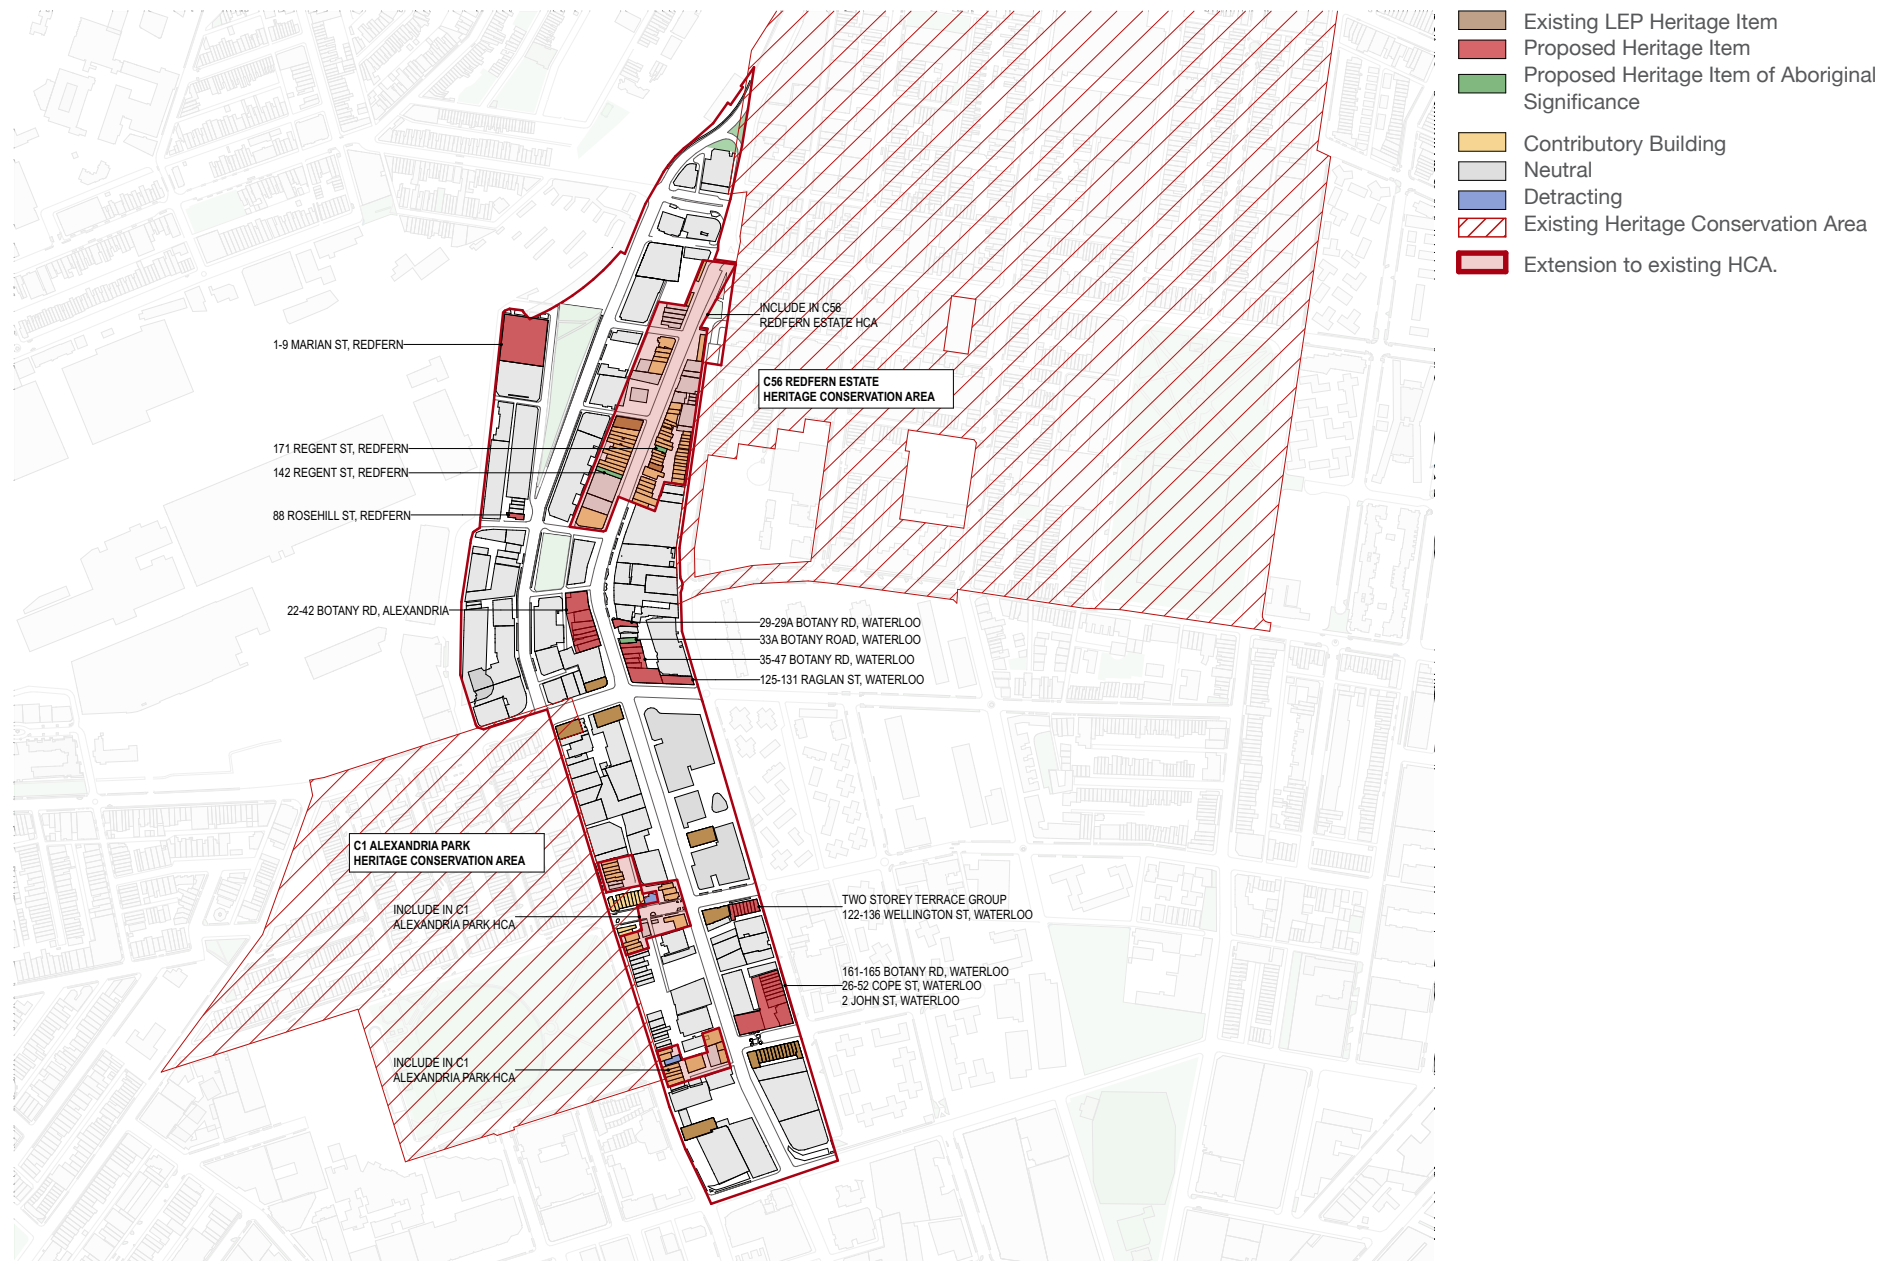 Existing LEP Heritage Item
Proposed Heritage Item
Proposed Heritage Item of Aboriginal
Significance
Contributory Building
Neutral
Detracting
Existing Heritage Conservation Area
Extension to existing HCA.
INCLUDE IN C56
REDFERN ESTATE HCA
1-9 MARIAN ST, REDFERN
C56 REDFERN ESTATE
HERITAGE CONSERVATION AREA
171 REGENT ST, REDFERN
142 REGENT ST, REDFERN
88 ROSEHILL ST, REDFERN
22-42 BOTANY RD, ALEXANDRIA
29-29A BOTANY RD, WATERLOO
33A BOTANY ROAD, WATERLOO
35-47 BOTANY RD, WATERLOO
125-131 RAGLAN ST, WATERLOO
C1 ALEXANDRIA PARK
HERITAGE CONSERVATION AREA
INCLUDE IN C1
ALEXANDRIA PARK HCA
TWO STOREY TERRACE GROUP
122-136 WELLINGTON ST, WATERLOO
161-165 BOTANY RD, WATERLOO
26-52 COPE ST, WATERLOO
2 JOHN ST, WATERLOO
INCLUDE IN C1
ALEXANDRIA PARK HCA